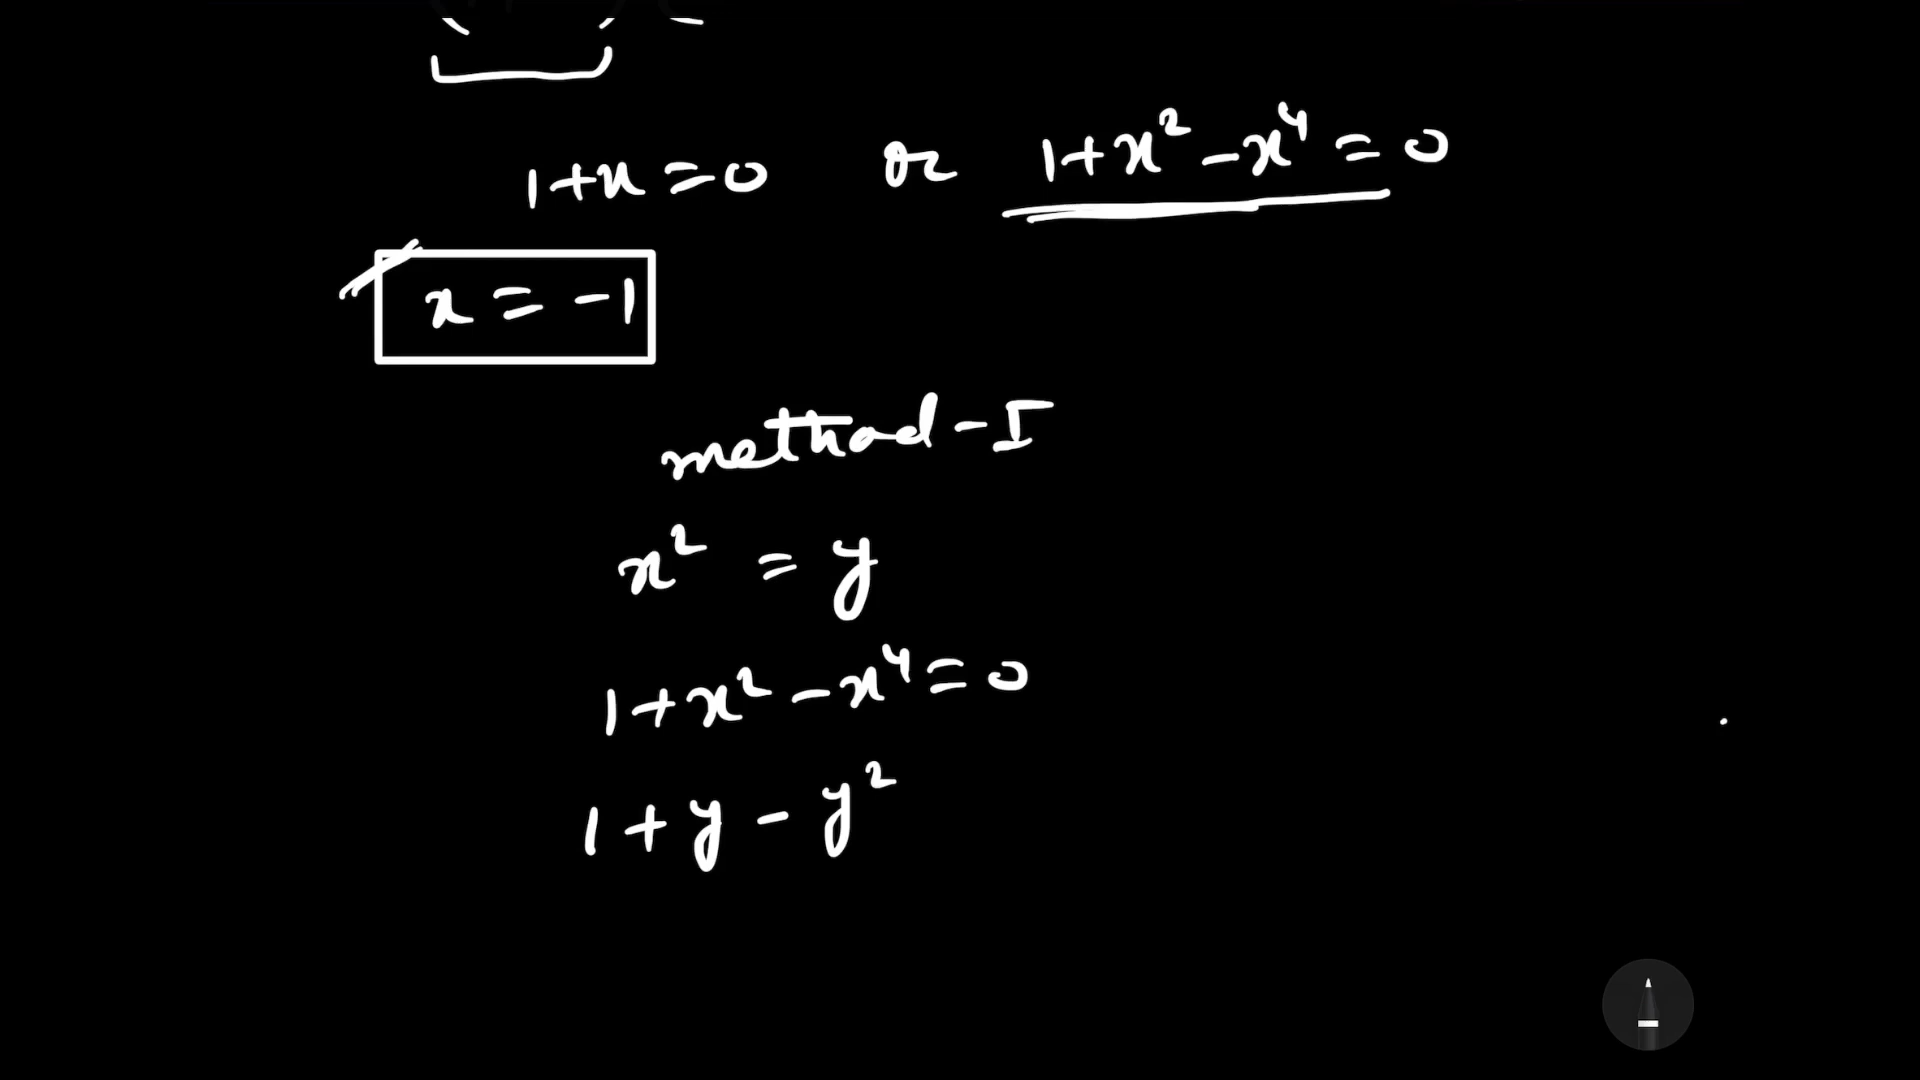 1+x=0 or 1+x²-x⁴=0
x = -1
method-I
x² = y
1+x²-x⁴=0
1+y-y²